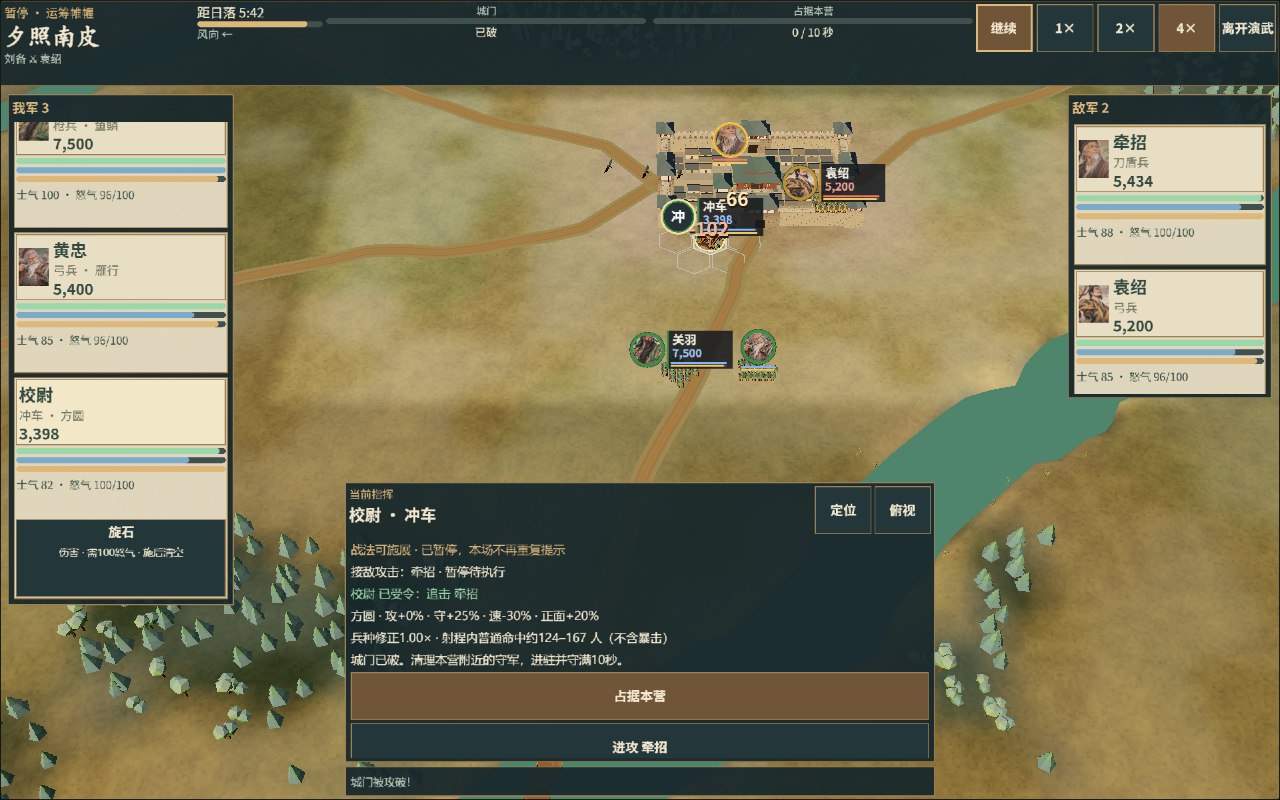 暂停 · 运筹帷幄
夕照南皮
刘备 ⚔ 袁绍
距日落 5:42
风向 ←
城门
已破
占据本营
0 / 10 秒
继续
1×
2×
4×
离开演武
我军 3
枪兵 · 鱼鳞
7,500
士气 100 · 怒气 96/100
黄忠
弓兵 · 雁行
5,400
士气 85 · 怒气 96/100
校尉
冲车 · 方圆
3,398
士气 82 · 怒气 100/100
旋石
伤害 · 需100怒气 · 施后清空
袁绍
5,200
冲
冲车
3,398
66
102
关羽
7,500
敌军 2
牵招
刀盾兵
5,434
士气 88 · 怒气 100/100
袁绍
弓兵
5,200
士气 85 · 怒气 96/100
当前指挥
校尉 · 冲车
定位
俯视
战法可施展 · 已暂停，本场不再重复提示
接敌攻击：牵招 · 暂停待执行
校尉 已受令：追击 牵招
方圆 · 攻+0% · 守+25% · 速-30% · 正面+20%
兵种修正1.00× · 射程内普通命中约124–167 人（不含暴击）
城门已破。清理本营附近的守军，进驻并守满10秒。
占据本营
进攻 牵招
城门被攻破！